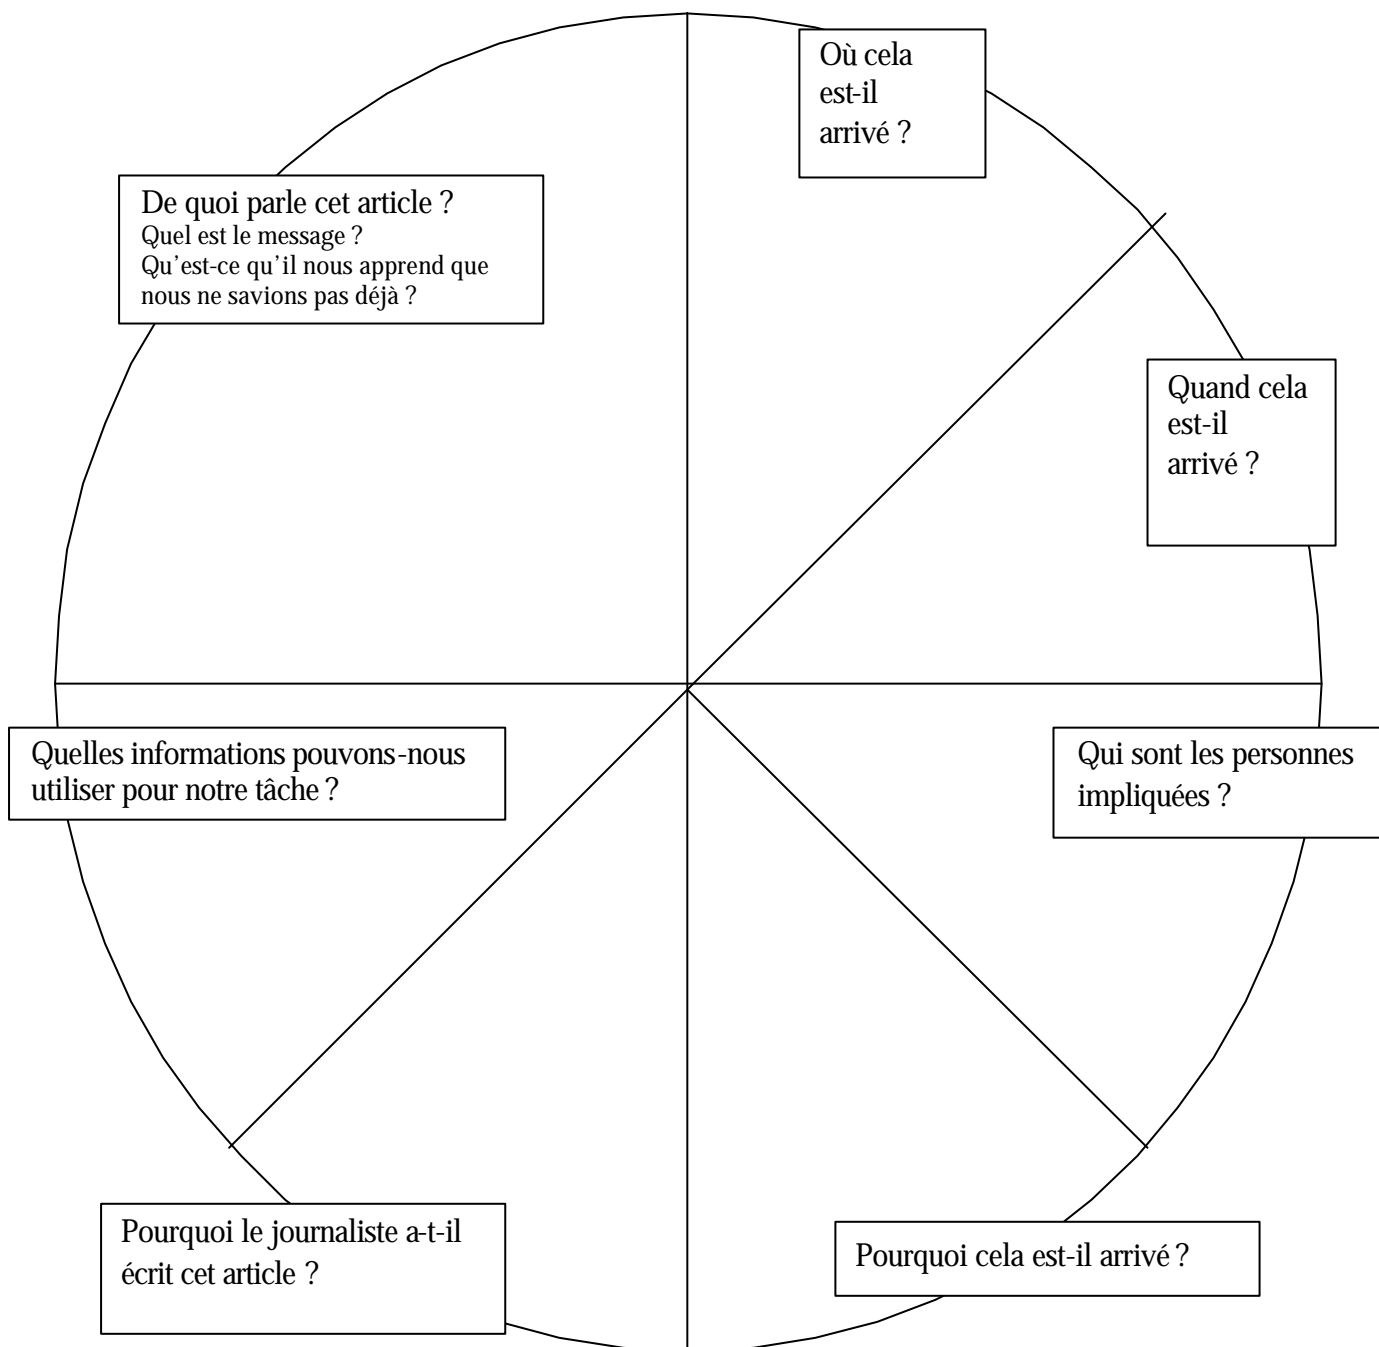 Où cela
est-il
arrivé ?
De quoi parle cet article ?
Quel est le message ?
Qu’est-ce qu’il nous apprend que
nous ne savions pas déjà ?
Quand cela
est-il
arrivé ?
Quelles informations pouvons-nous
utiliser pour notre tâche ?
Qui sont les personnes
impliquées ?
Pourquoi le journaliste a-t-il
écrit cet article ?
Pourquoi cela est-il arrivé ?